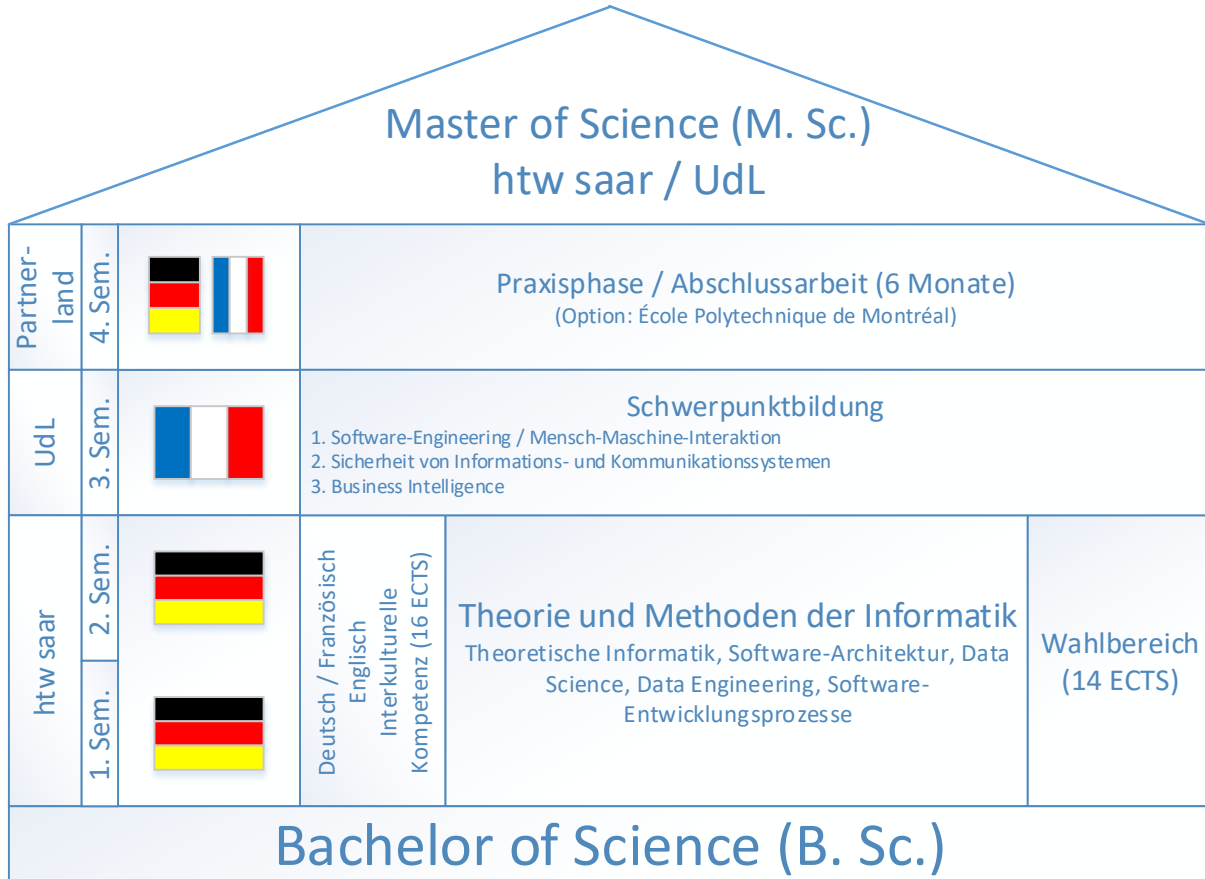 Master of Science (M. Sc.)
htw saar / UdL
Partner-
land
4. Sem.
Praxisphase / Abschlussarbeit (6 Monate)
(Option: École Polytechnique de Montréal)
UdL
3. Sem.
Schwerpunktbildung
1. Software-Engineering / Mensch-Maschine-Interaktion
2. Sicherheit von Informations- und Kommunikationssystemen
3. Business Intelligence
htw saar
2. Sem.
1. Sem.
Deutsch / Französisch
Englisch
Interkulturelle
Kompetenz (16 ECTS)
Theorie und Methoden der Informatik
Theoretische Informatik, Software-Architektur, Data
Science, Data Engineering, Software-
Entwicklungsprozesse
Wahlbereich
(14 ECTS)
Bachelor of Science (B. Sc.)